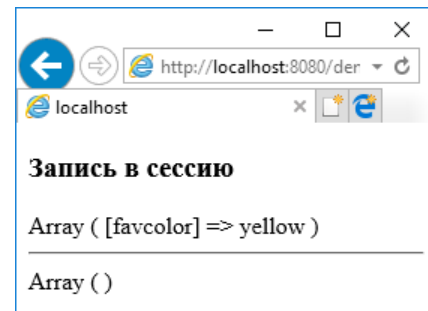 http://localhost:8080/der
localhost
Запись в сессию
Array ( [favcolor] => yellow )
Array ( )